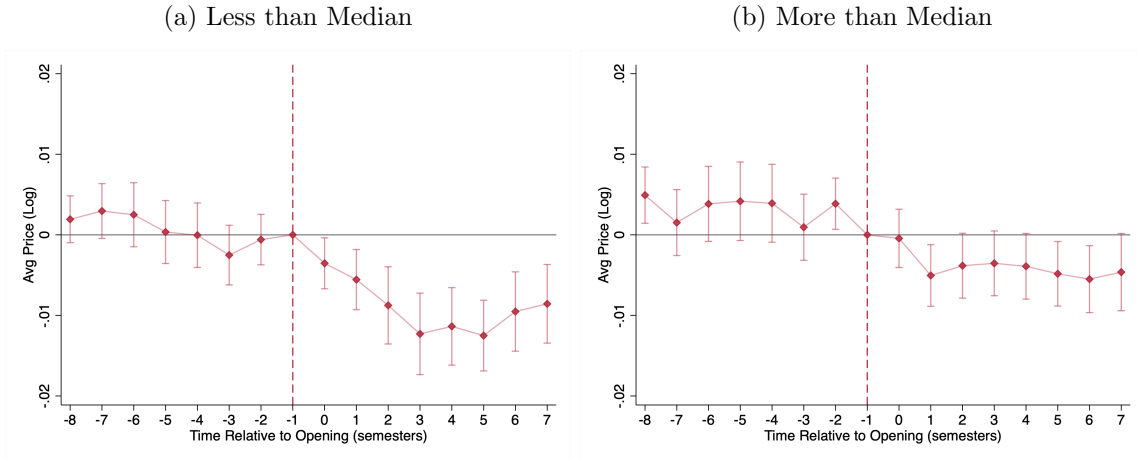 (a) Less than Median
(b) More than Median
.02
.01
0
-.01
-.02
Avg Price (Log)
-8 -7 -6 -5 -4 -3 -2 -1 0 1 2 3 4 5 6 7
Time Relative to Opening (semesters)
.02
.01
0
-.01
-.02
Avg Price (Log)
-8 -7 -6 -5 -4 -3 -2 -1 0 1 2 3 4 5 6 7
Time Relative to Opening (semesters)